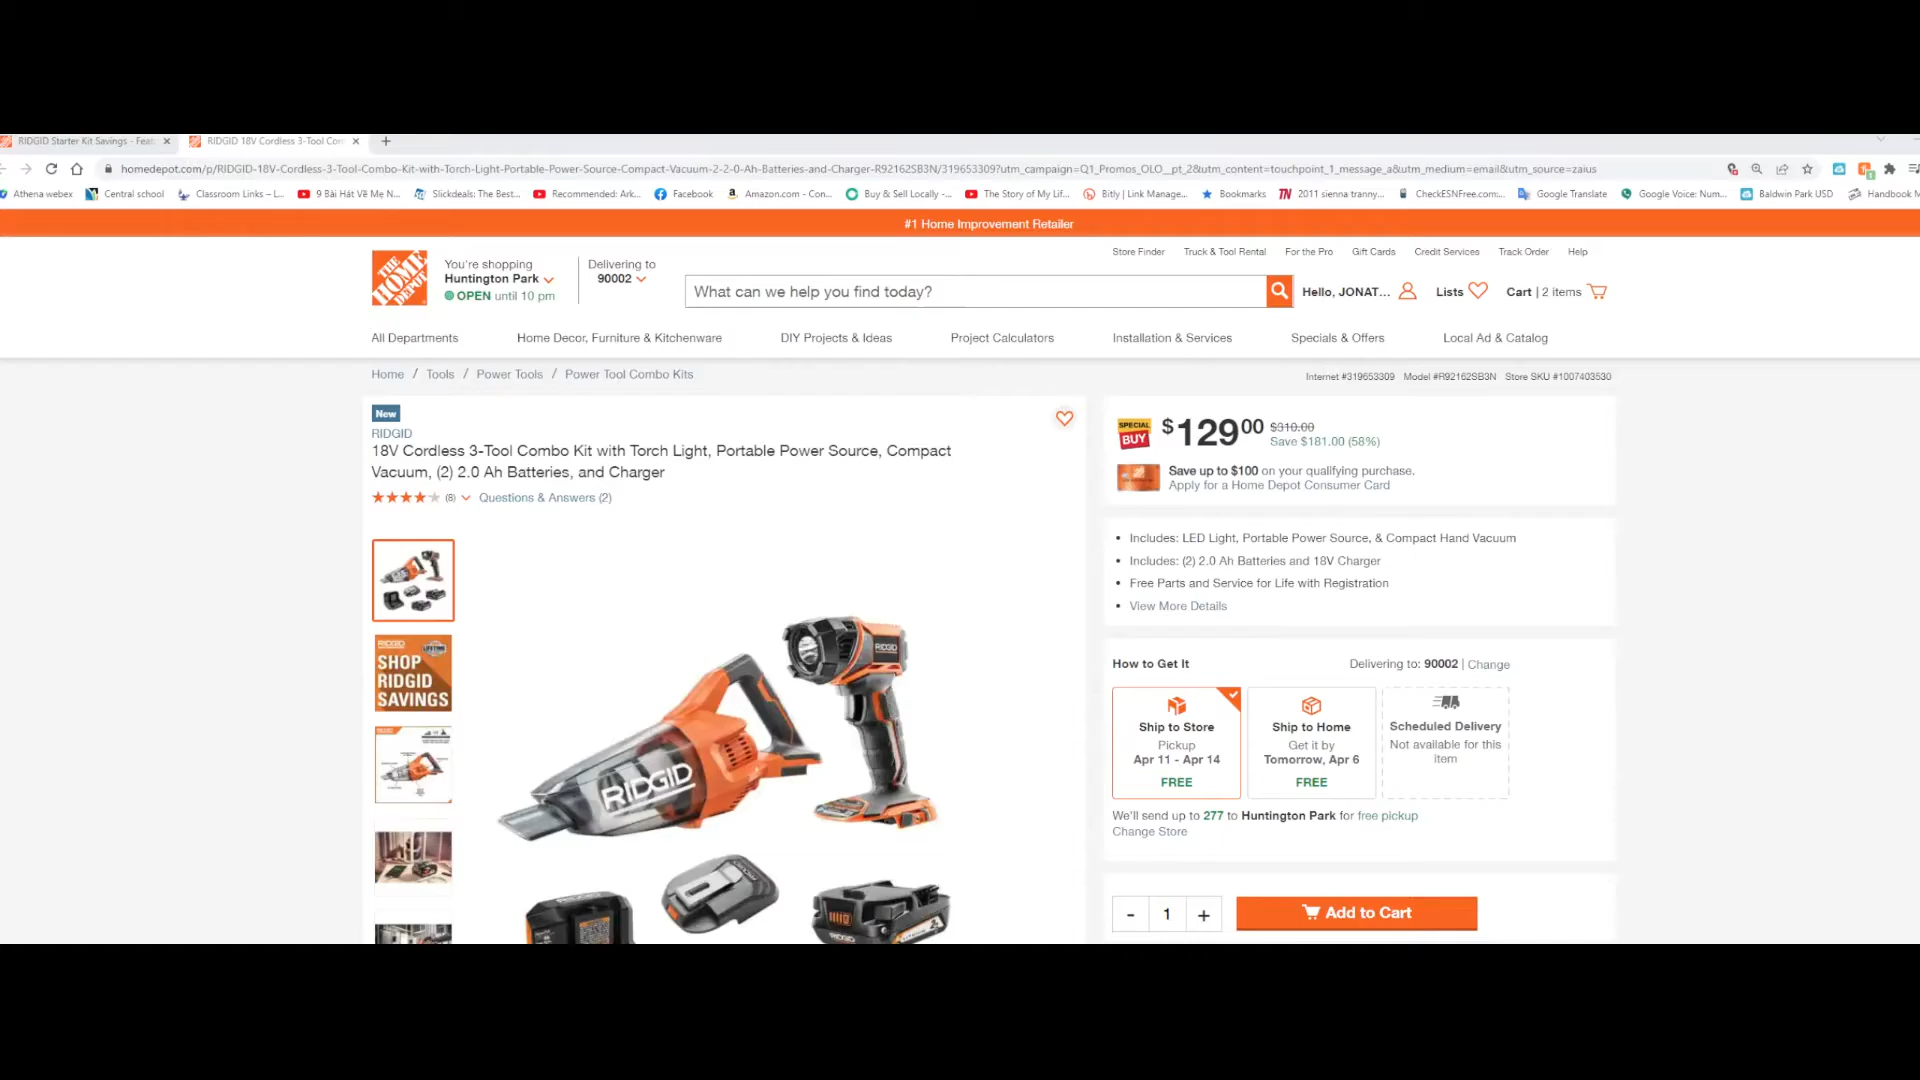 RIDGID Starter Kit Savings - Feat
RIDGID 18V Cordless 3-Tool Com
homedepot.com/p/RIDGID-18V-Cordless-3-Tool-Combo-Kit-with-Torch-Light-Portable-Power-Source-Compact-Vacuum-2-2-0-Ah-Batteries-and-Charger-R92162SB3N/319653309?utm_campaign=Q1_Promos_OLO__pt_2&utm_content=touchpoint_1_message_a&utm_medium=email&utm_source=zaius
Athena webex
Central school
Classroom Links – L...
9 Bài Hát Về Mẹ N...
Slickdeals: The Best...
Recommended: Ark...
Facebook
Amazon.com - Con...
Buy & Sell Locally -...
The Story of My Lif...
Bitly | Link Manage...
Bookmarks
2011 sienna tranny...
CheckESNFree.com:...
Google Translate
Google Voice: Num...
Baldwin Park USD
Handbook M
#1 Home Improvement Retailer
Store Finder
Truck & Tool Rental
For the Pro
Gift Cards
Credit Services
Track Order
Help
THE HOME DEPOT
You're shopping
Huntington Park
OPEN until 10 pm
Delivering to
90002
What can we help you find today?
Hello, JONAT...
Lists
Cart | 2 items
All Departments
Home Decor, Furniture & Kitchenware
DIY Projects & Ideas
Project Calculators
Installation & Services
Specials & Offers
Local Ad & Catalog
Home / Tools / Power Tools / Power Tool Combo Kits
Internet #319653309 Model #R92162SB3N Store SKU #1007403530
New
RIDGID
18V Cordless 3-Tool Combo Kit with Torch Light, Portable Power Source, Compact
Vacuum, (2) 2.0 Ah Batteries, and Charger
(8)
Questions & Answers (2)
RIDGID
SHOP
RIDGID
SAVINGS
RIDGID
RIDGID
RIDGID
SPECIAL
BUY
$129.00 $310.00
Save $181.00 (58%)
Save up to $100 on your qualifying purchase.
Apply for a Home Depot Consumer Card
• Includes: LED Light, Portable Power Source, & Compact Hand Vacuum
• Includes: (2) 2.0 Ah Batteries and 18V Charger
• Free Parts and Service for Life with Registration
• View More Details
How to Get It
Delivering to: 90002 | Change
Ship to Store
Pickup
Apr 11 - Apr 14
FREE
Ship to Home
Get it by
Tomorrow, Apr 6
FREE
Scheduled Delivery
Not available for this
item
We'll send up to 277 to Huntington Park for free pickup
Change Store
- 1 +
Add to Cart